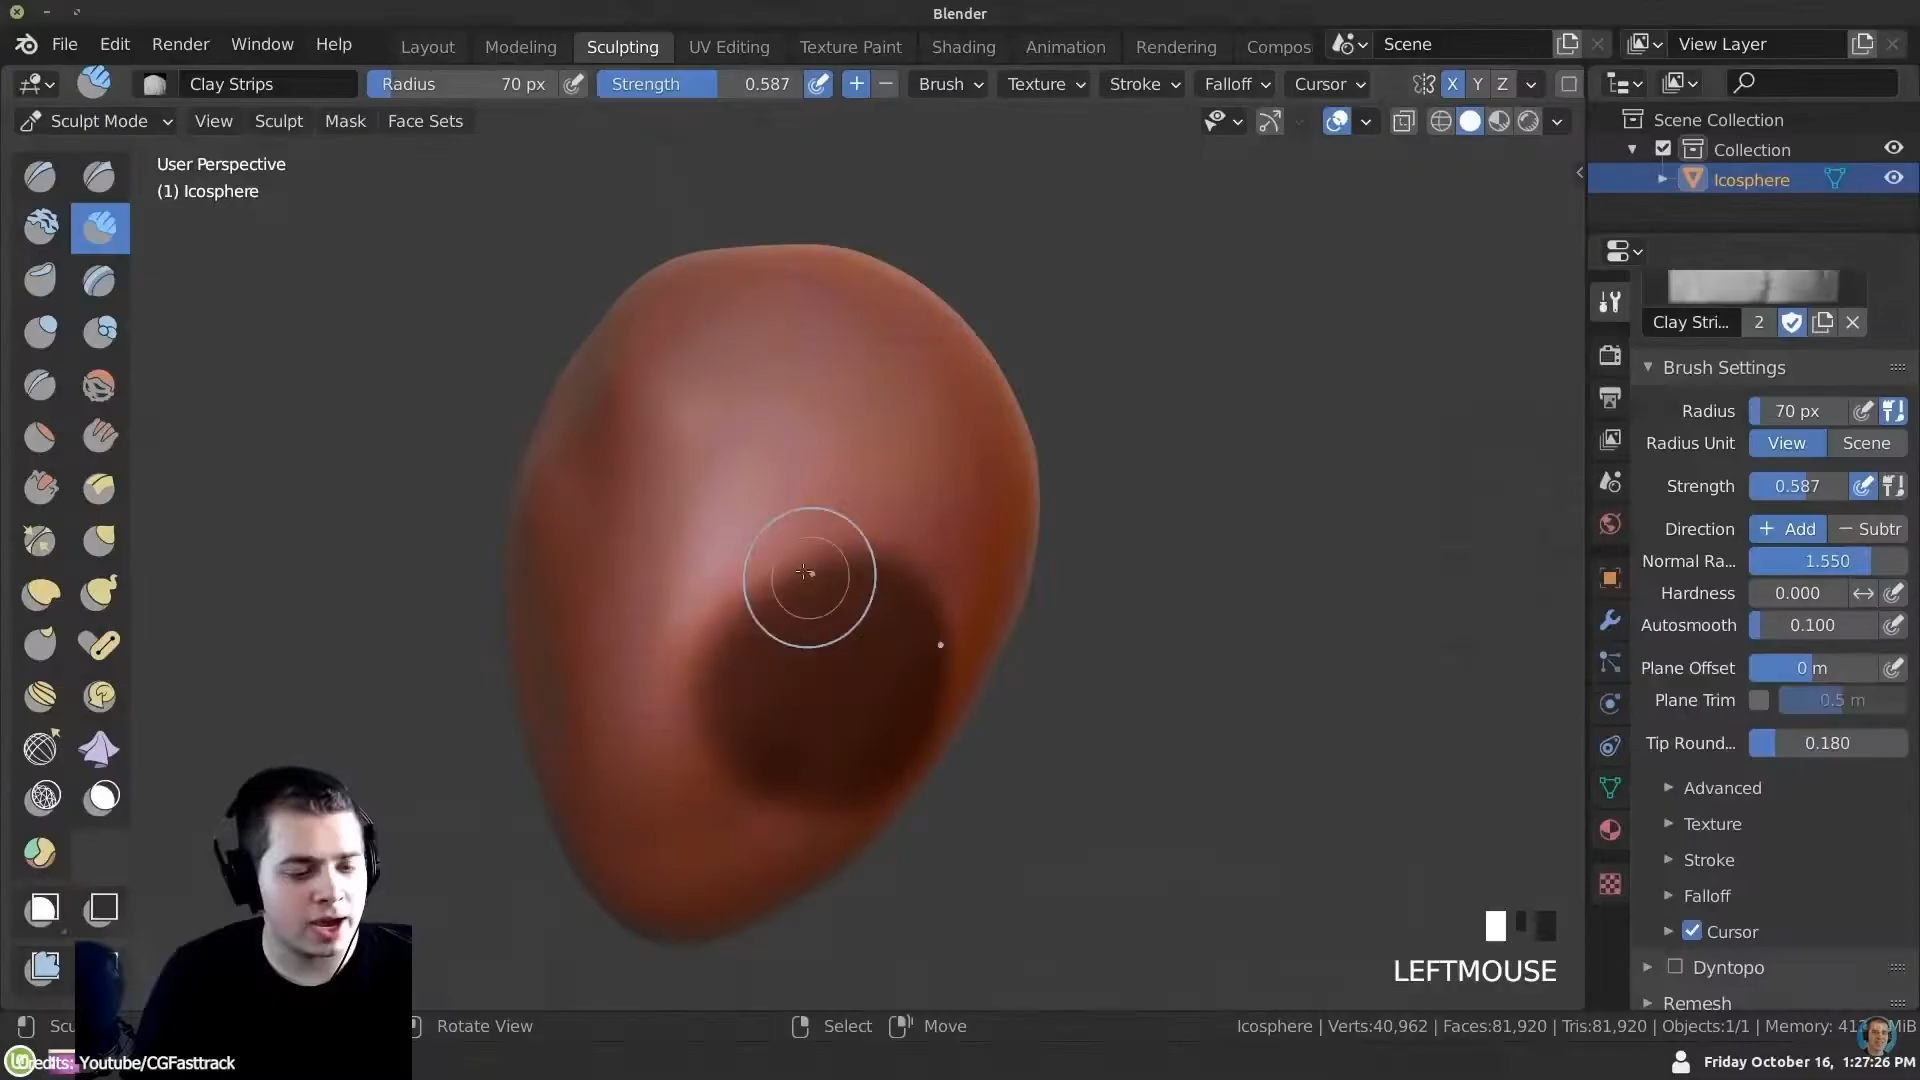 Blender
File Edit Render Window Help Layout Modeling Sculpting UV Editing Texture Paint Shading Animation Rendering Compos Scene View Layer
Clay Strips Radius 70 px Strength 0.587 + − Brush Texture Stroke Falloff Cursor X Y Z
Sculpt Mode View Sculpt Mask Face Sets
Scene Collection
Collection
Icosphere
User Perspective
(1) Icosphere
Clay Stri... 2
Brush Settings
Radius 70 px
Radius Unit View Scene
Strength 0.587
Direction + Add − Subtr
Normal Ra... 1.550
Hardness 0.000
Autosmooth 0.100
Plane Offset 0 m
Plane Trim 0.5 m
Tip Round... 0.180
Advanced
Texture
Stroke
Falloff
Cursor
Dyntopo
Remesh
LEFTMOUSE
Scu Rotate View Select Move Icosphere | Verts:40,962 | Faces:81,920 | Tris:81,920 | Objects:1/1 | Memory: MiB
Credits: Youtube/CGFasttrack
Friday October 16, 1:27:26 PM